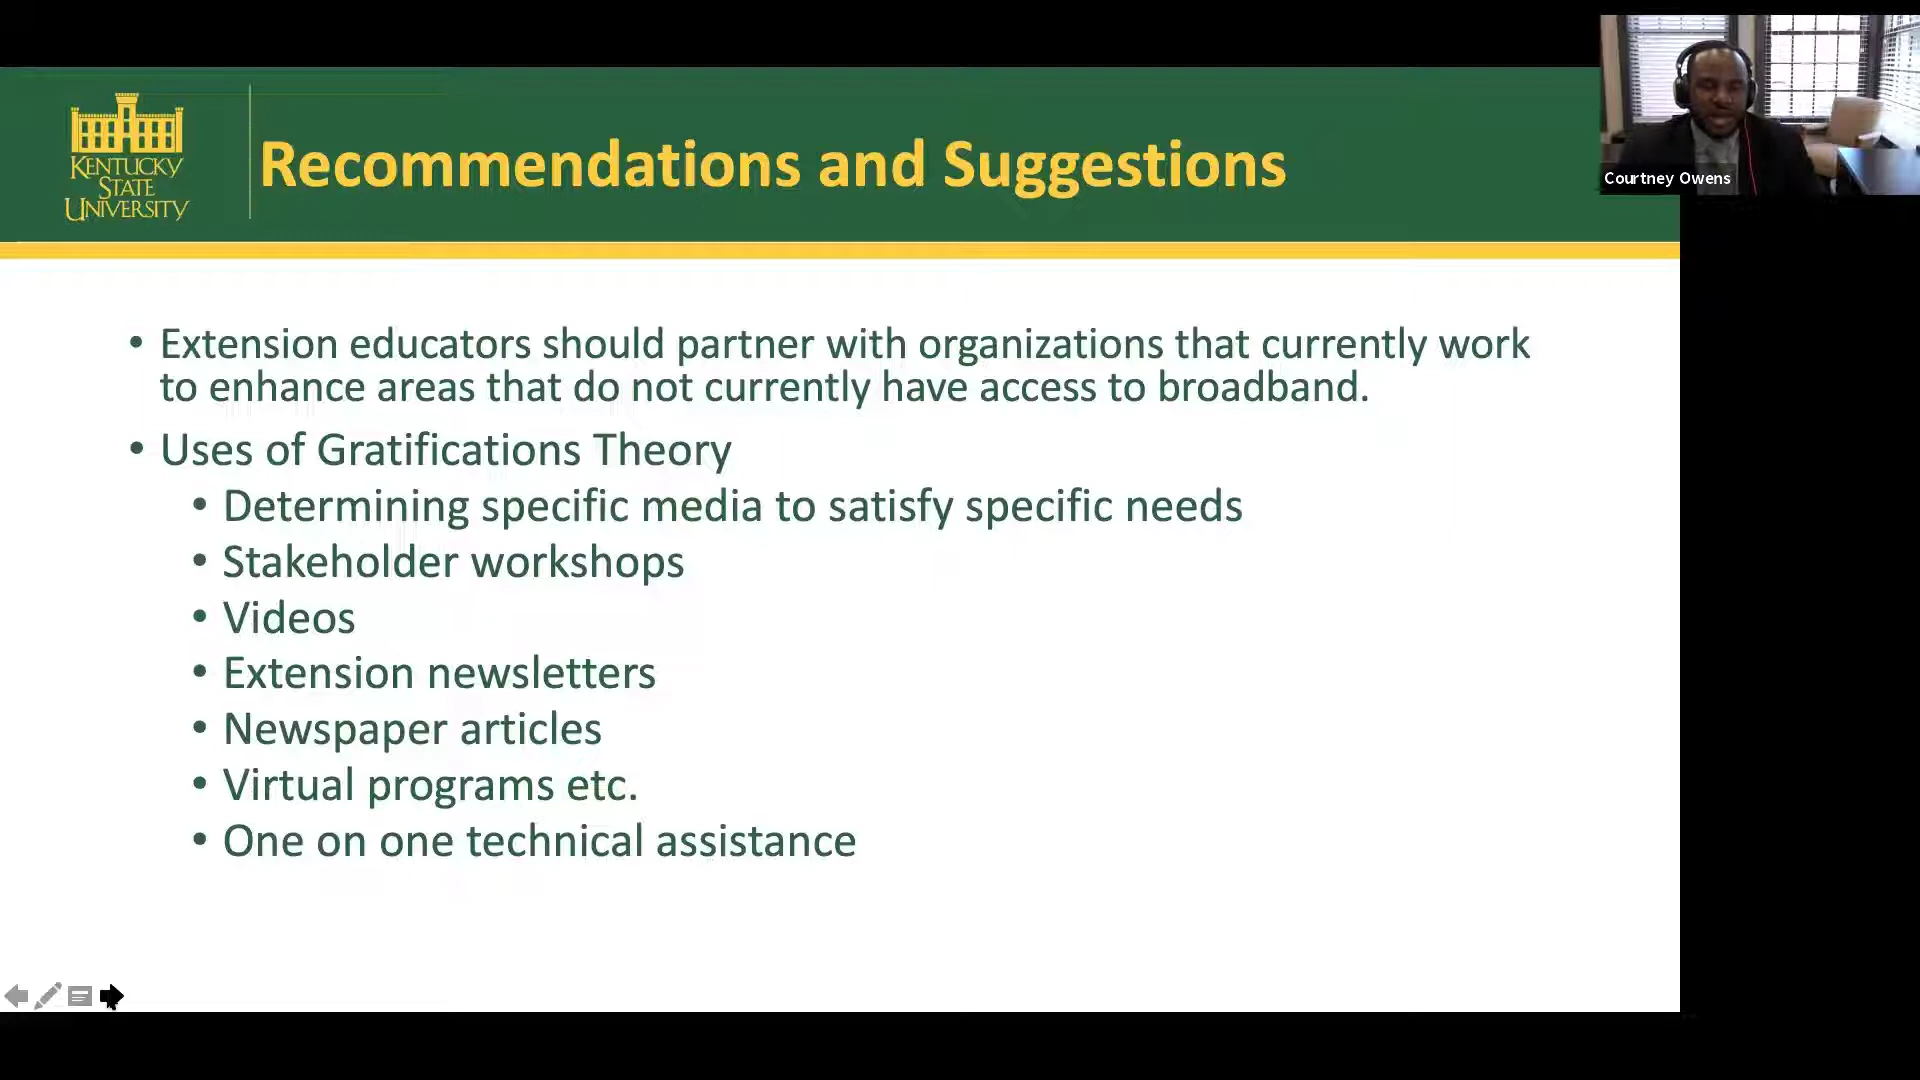 KENTUCKY
STATE
UNIVERSITY
Recommendations and Suggestions
Courtney Owens
• Extension educators should partner with organizations that currently work
to enhance areas that do not currently have access to broadband.
• Uses of Gratifications Theory
• Determining specific media to satisfy specific needs
• Stakeholder workshops
• Videos
• Extension newsletters
• Newspaper articles
• Virtual programs etc.
• One on one technical assistance